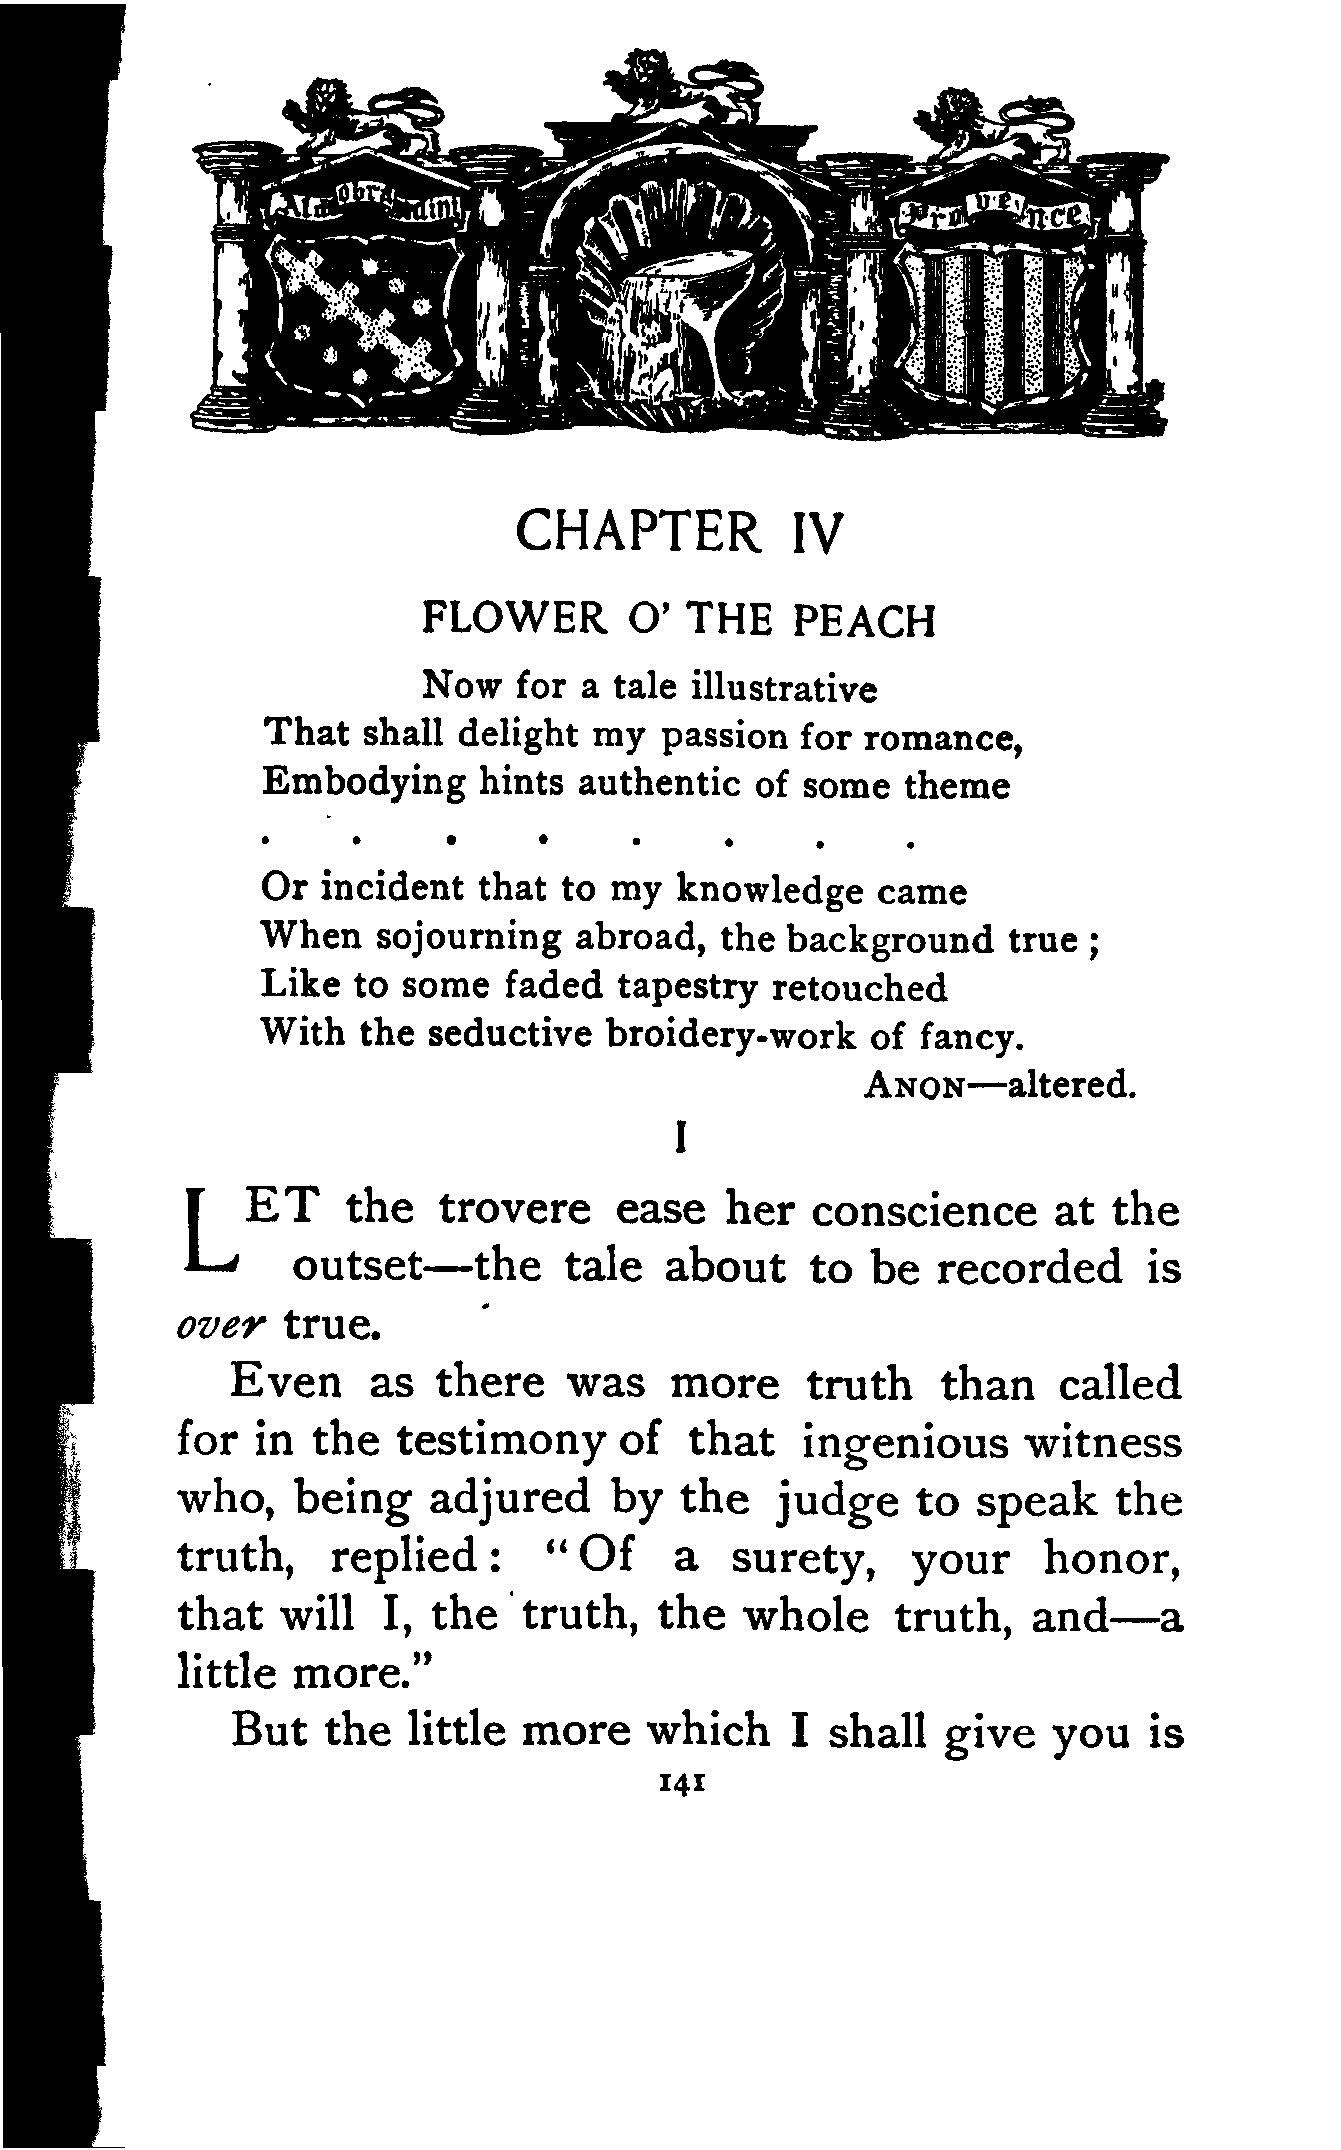 Aldobrandini
Provence
CHAPTER IV
FLOWER O' THE PEACH
Now for a tale illustrative
That shall delight my passion for romance,
Embodying hints authentic of some theme
. . . . . . . .
Or incident that to my knowledge came
When sojourning abroad, the background true ;
Like to some faded tapestry retouched
With the seductive broidery-work of fancy.
ANON—altered.
I
LET the trovere ease her conscience at the
outset—the tale about to be recorded is
over true.
Even as there was more truth than called
for in the testimony of that ingenious witness
who, being adjured by the judge to speak the
truth, replied : “ Of a surety, your honor,
that will I, the truth, the whole truth, and—a
little more.”
But the little more which I shall give you is
141